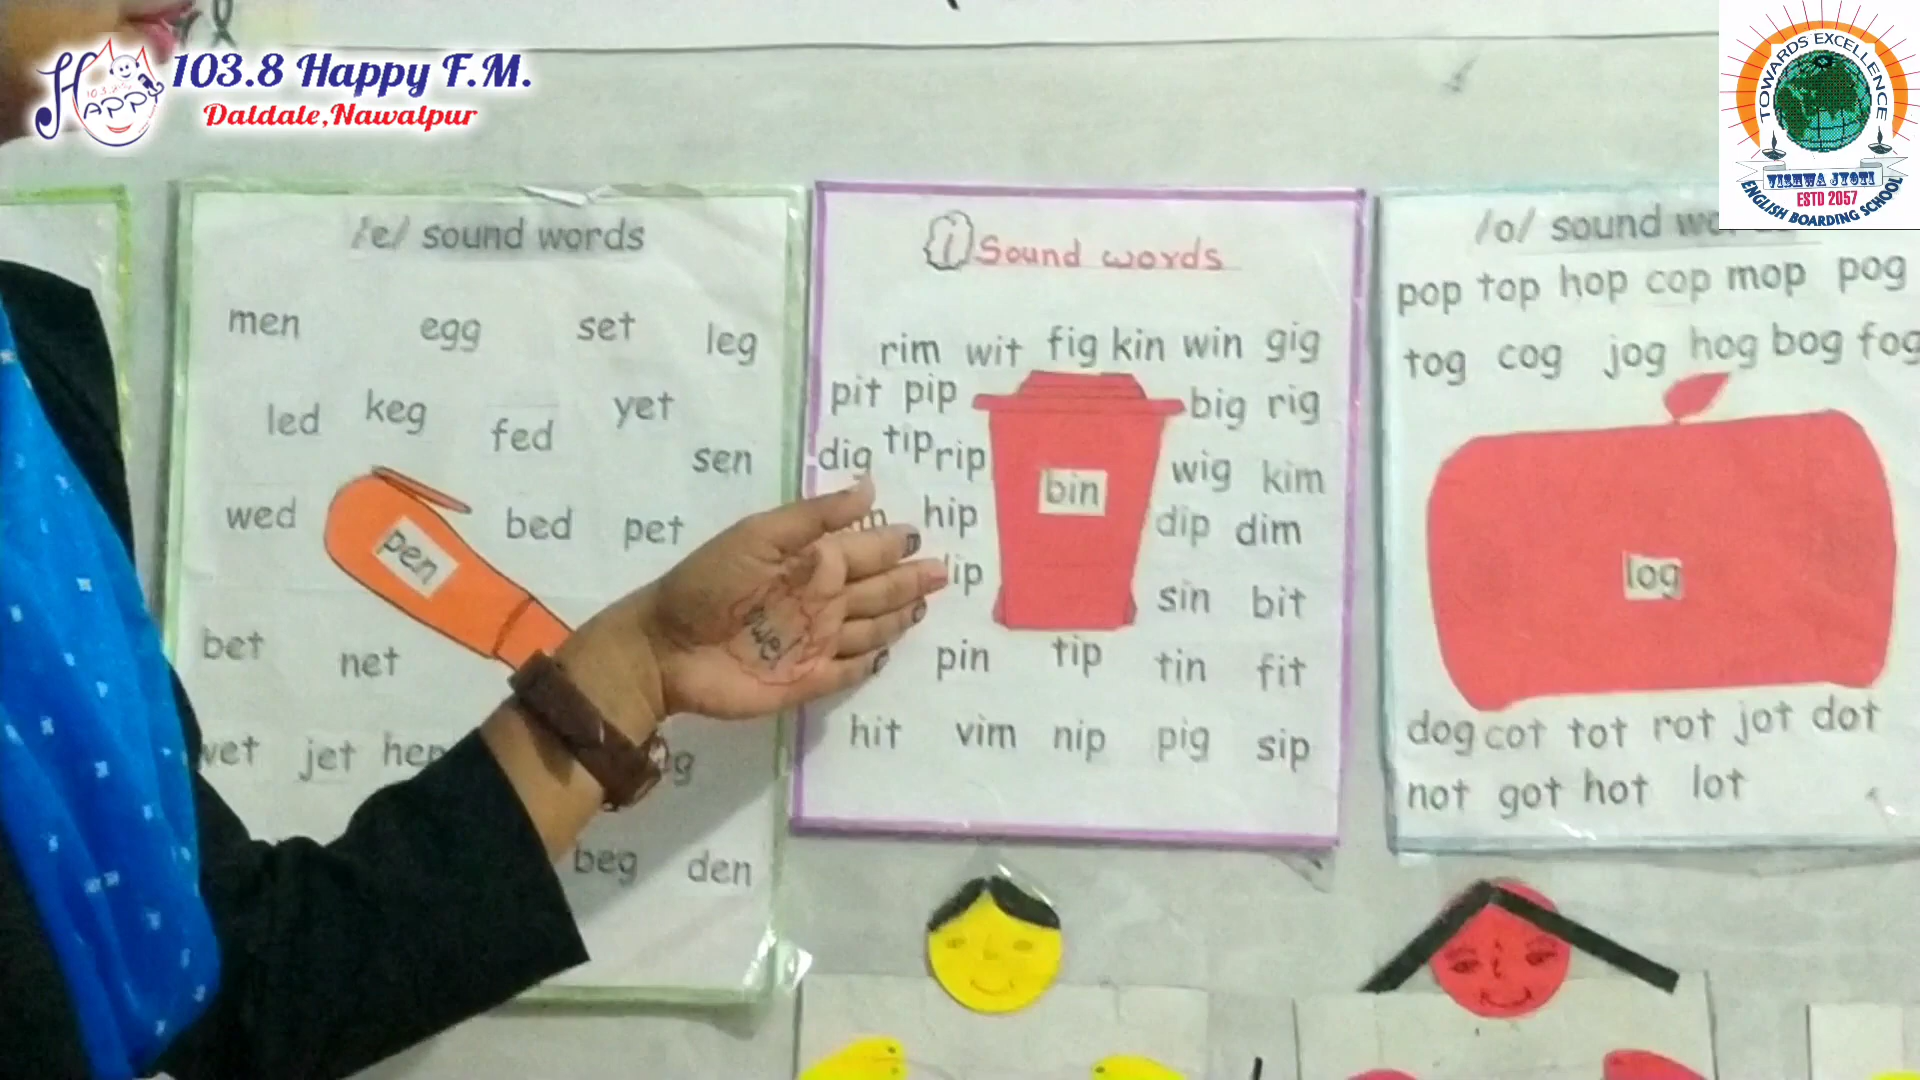 103.8 Happy F.M.
Daldale,Nawalpur
HAPPY
103.8
TOWARDS EXCELLENCE
VISHWA JYOTI
ESTD 2057
ENGLISH BOARDING SCHOOL
/e/ sound words
men egg set leg
led keg fed yet
sen
wed bed pet
pen
bet net
jet
beg den
i Sound words
rim wit fig kin win gig
pit pip big rig
dig tip rip wig kim
bin
hip dip dim
sin bit
pin tip tin fit
hit vim nip pig sip
/o/ sound
pop top hop cop mop pog
tog cog jog hog bog fog
log
dog cot tot rot jot dot
not got hot lot